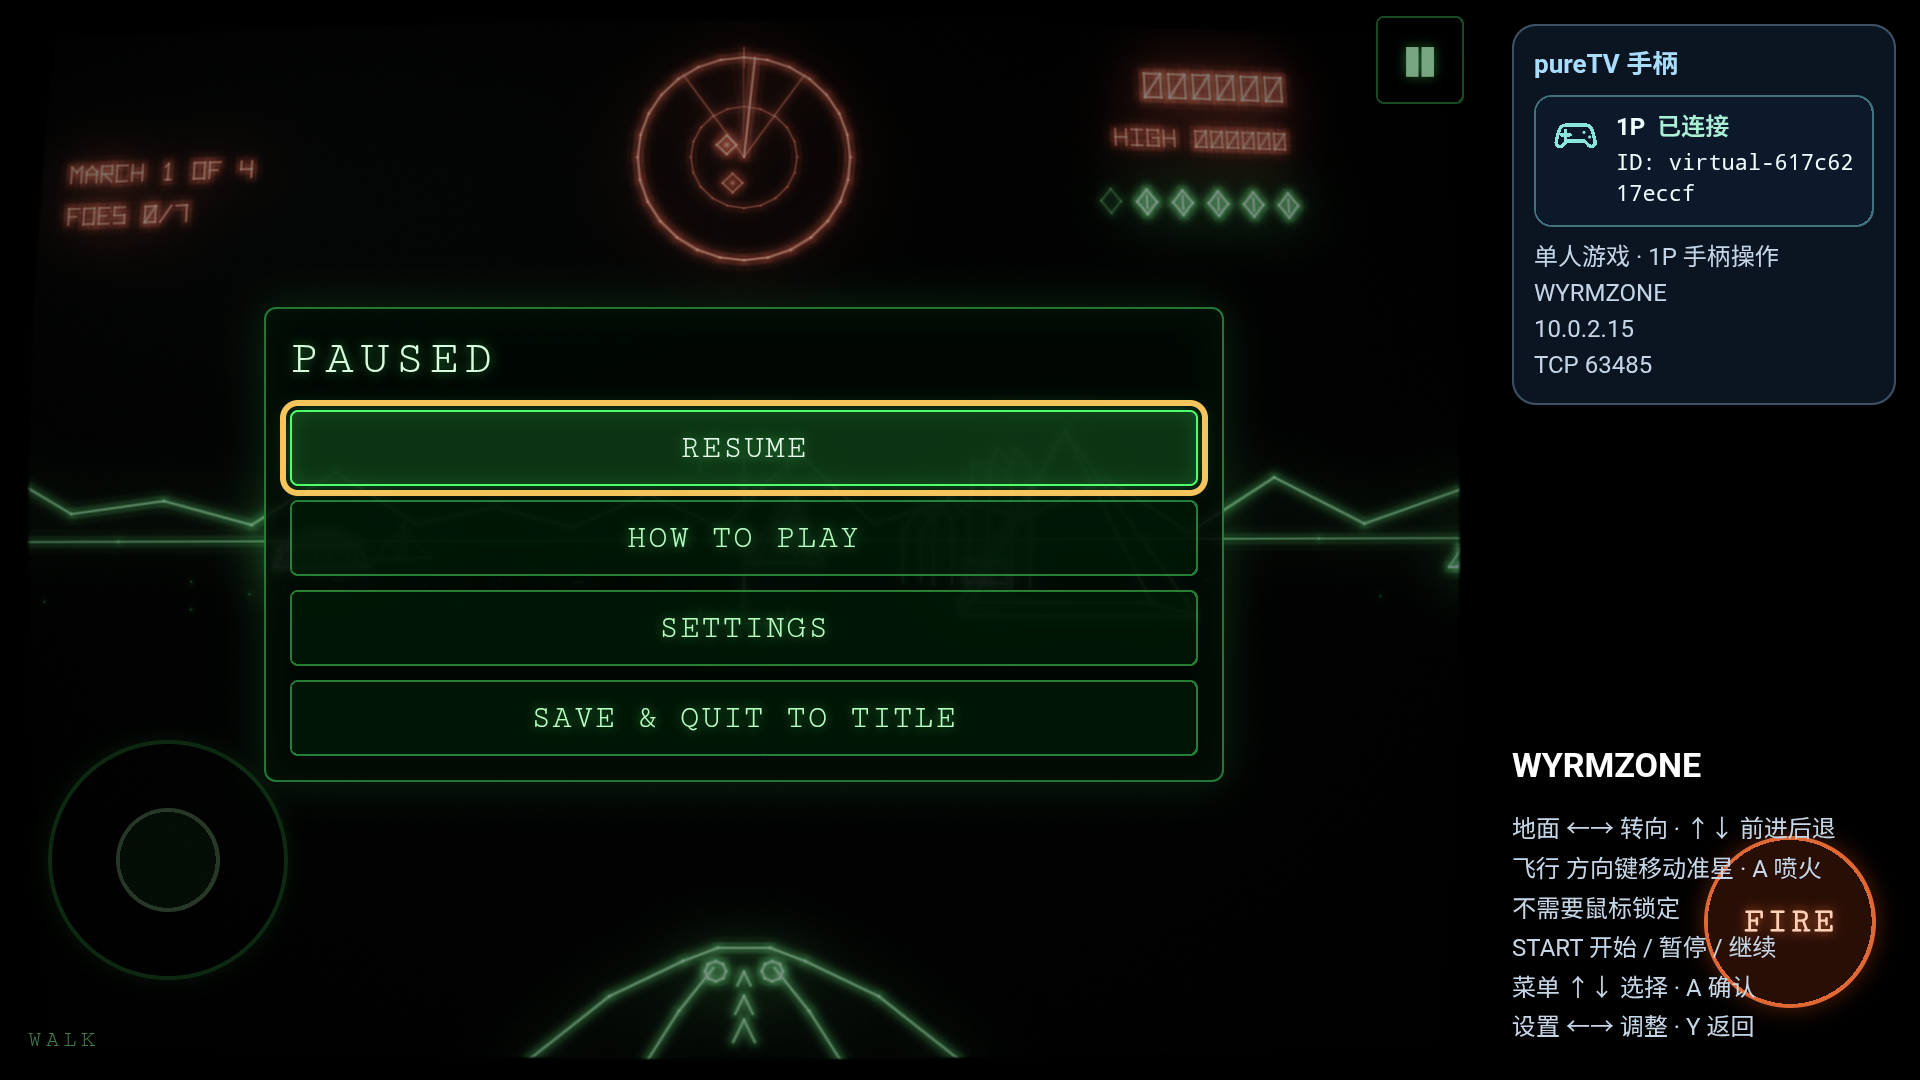 MARCH 1 OF 4
FOES 0/7
000000
HIGH 000000
PAUSED
RESUME
HOW TO PLAY
SETTINGS
SAVE & QUIT TO TITLE
WALK
pureTV 手柄
1P 已连接
ID: virtual-617c62
17eccf
单人游戏 · 1P 手柄操作
WYRMZONE
10.0.2.15
TCP 63485
WYRMZONE
地面 ←→ 转向 · ↑↓ 前进后退
飞行 方向键移动准星 · A 喷火
不需要鼠标锁定
FIRE
START 开始 / 暂停 / 继续
菜单 ↑↓ 选择 · A 确认
设置 ←→ 调整 · Y 返回